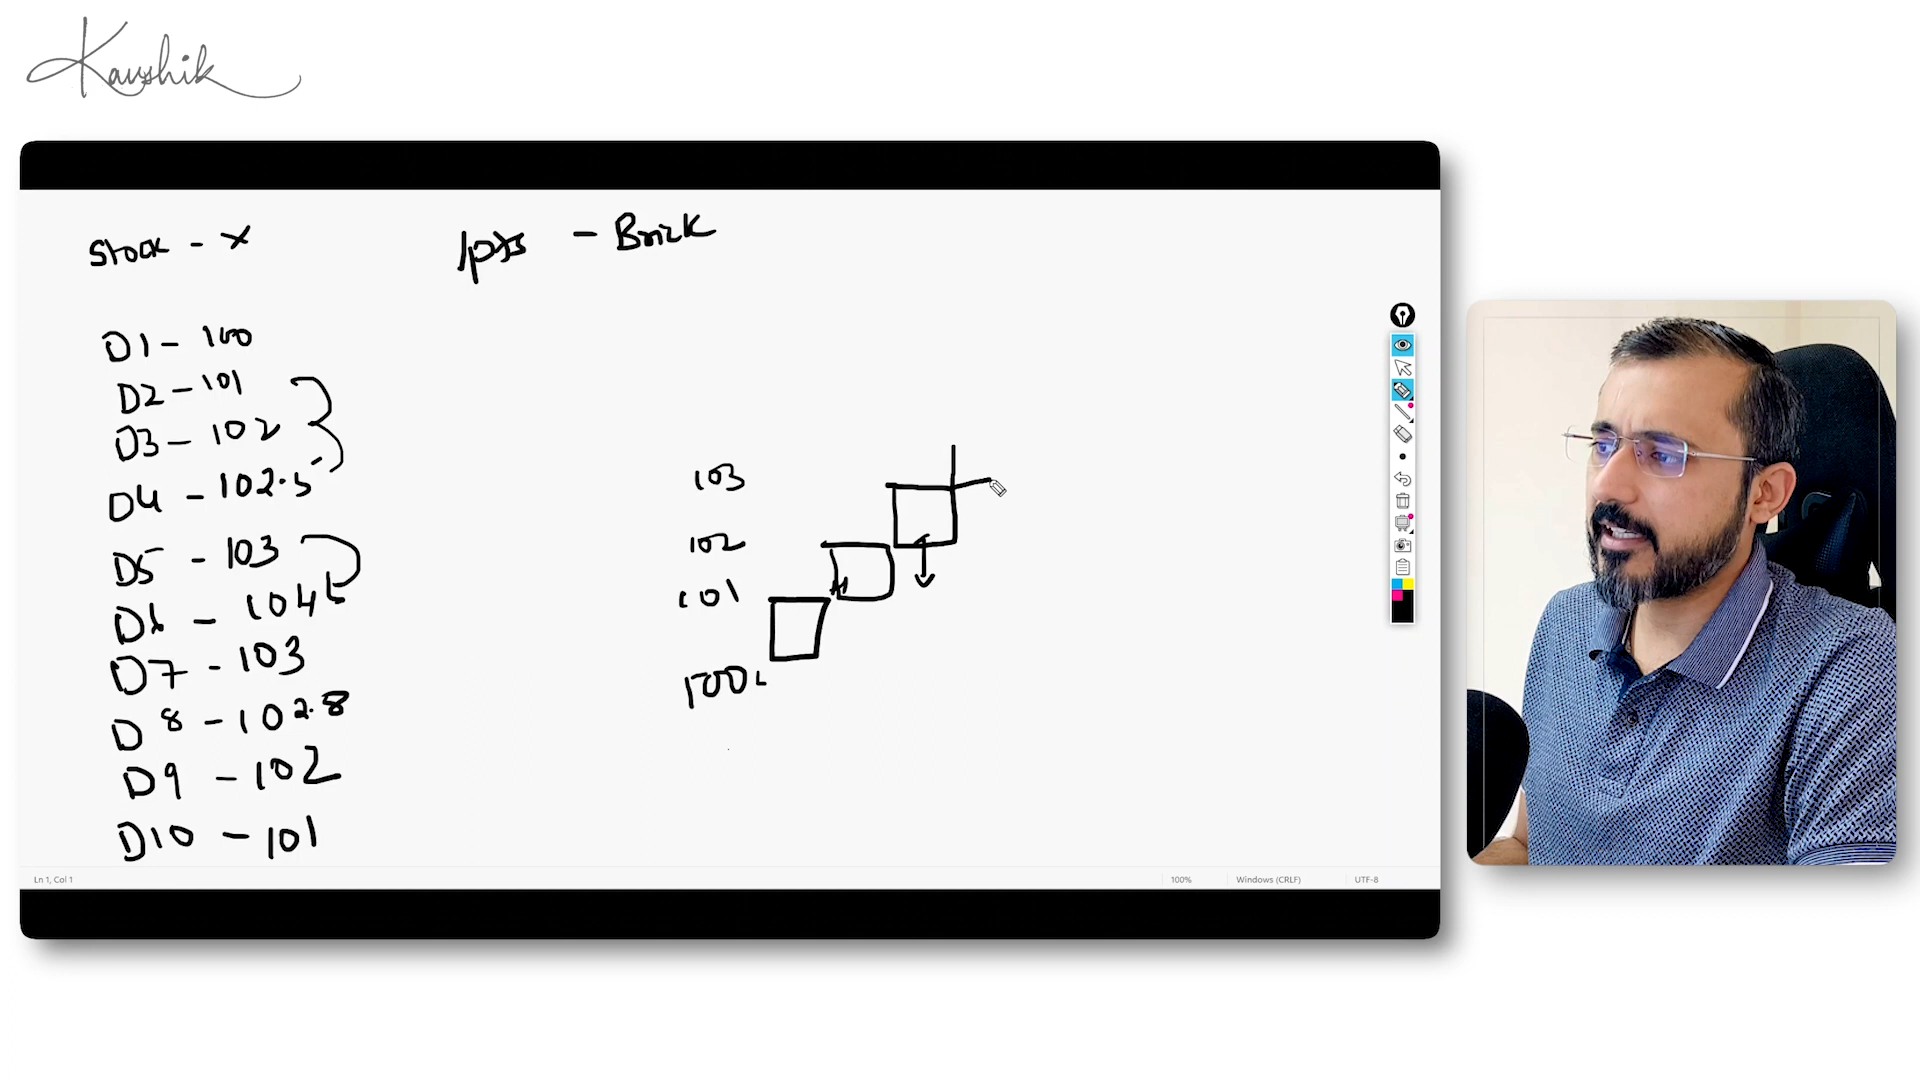 Kaushik
Stock - X
1pts - Brick
D1 - 100
D2 - 101
D3 - 102
D4 - 102.5
D5 - 103
D6 - 104
D7 - 103
D8 - 102.8
D9 - 102
D10 - 101
103
102
101
100
Ln 1, Col 1
100%
Windows (CRLF)
UTF-8